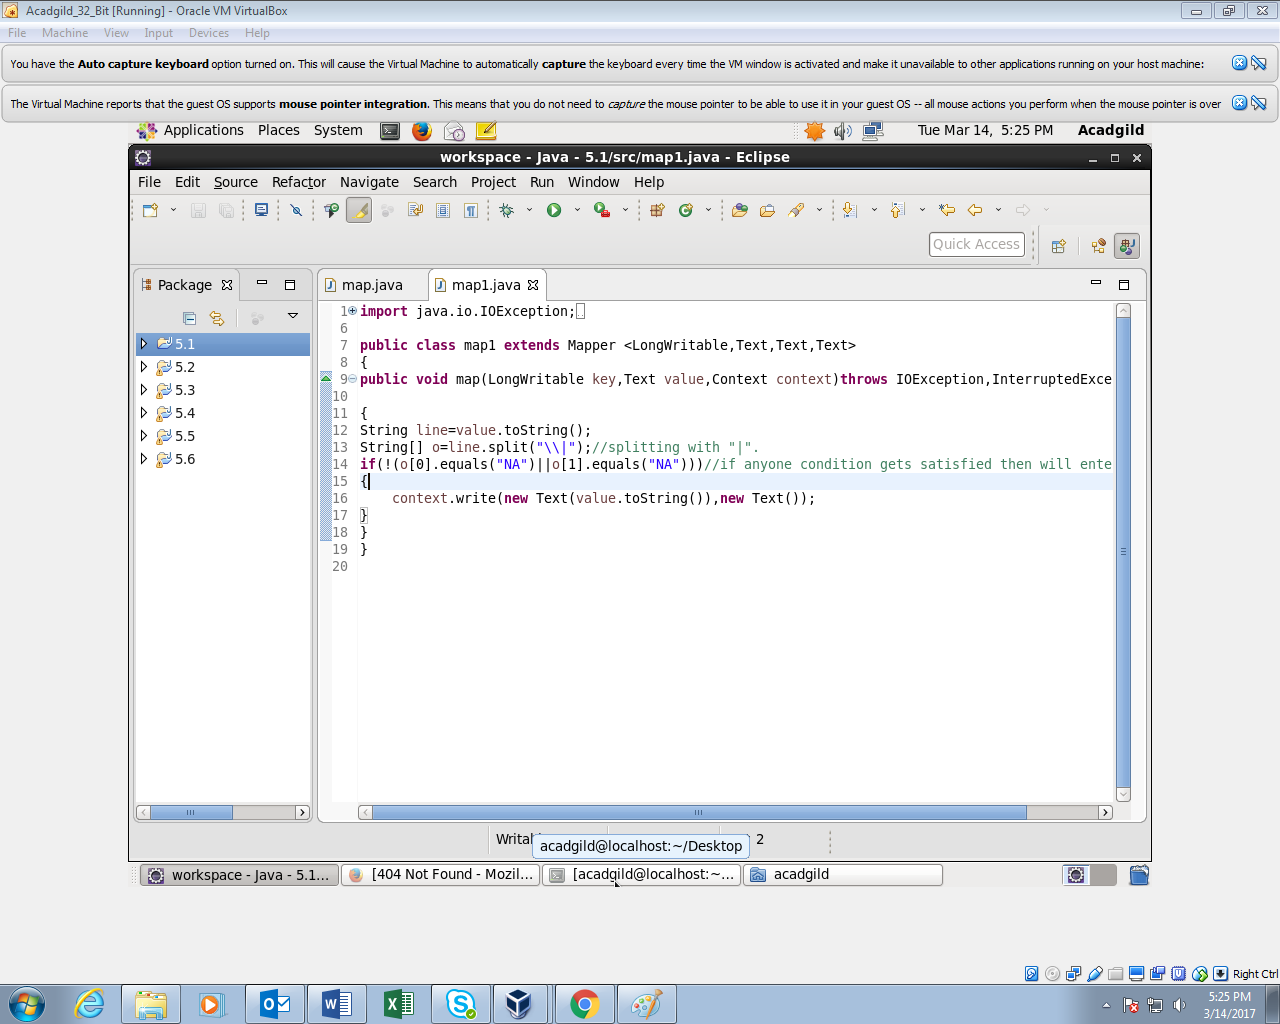 Acadgild_32_Bit [Running] - Oracle VM VirtualBox
File Machine View Input Devices Help
You have the Auto capture keyboard option turned on. This will cause the Virtual Machine to automatically capture the keyboard every time the VM window is activated and make it unavailable to other applications running on your host machine:
The Virtual Machine reports that the guest OS supports mouse pointer integration. This means that you do not need to capture the mouse pointer to be able to use it in your guest OS -- all mouse actions you perform when the mouse pointer is over
Applications Places System Tue Mar 14, 5:25 PM Acadgild
workspace - Java - 5.1/src/map1.java - Eclipse
File Edit Source Refactor Navigate Search Project Run Window Help
Quick Access
Package map.java map1.java
5.1
5.2
5.3
5.4
5.5
5.6
1 import java.io.IOException;
6
7 public class map1 extends Mapper <LongWritable,Text,Text,Text>
8 {
9 public void map(LongWritable key,Text value,Context context)throws IOException,InterruptedExce
10
11 {
12 String line=value.toString();
13 String[] o=line.split("\\|");//splitting with "|".
14 if(!(o[0].equals("NA")||o[1].equals("NA")))//if anyone condition gets satisfied then will ente
15 {
16 context.write(new Text(value.toString()),new Text());
17 }
18 }
19 }
20
Writal 2
acadgild@localhost:~/Desktop
workspace - Java - 5.1... [404 Not Found - Mozil... [acadgild@localhost:~... acadgild
Right Ctrl
5:25 PM
3/14/2017